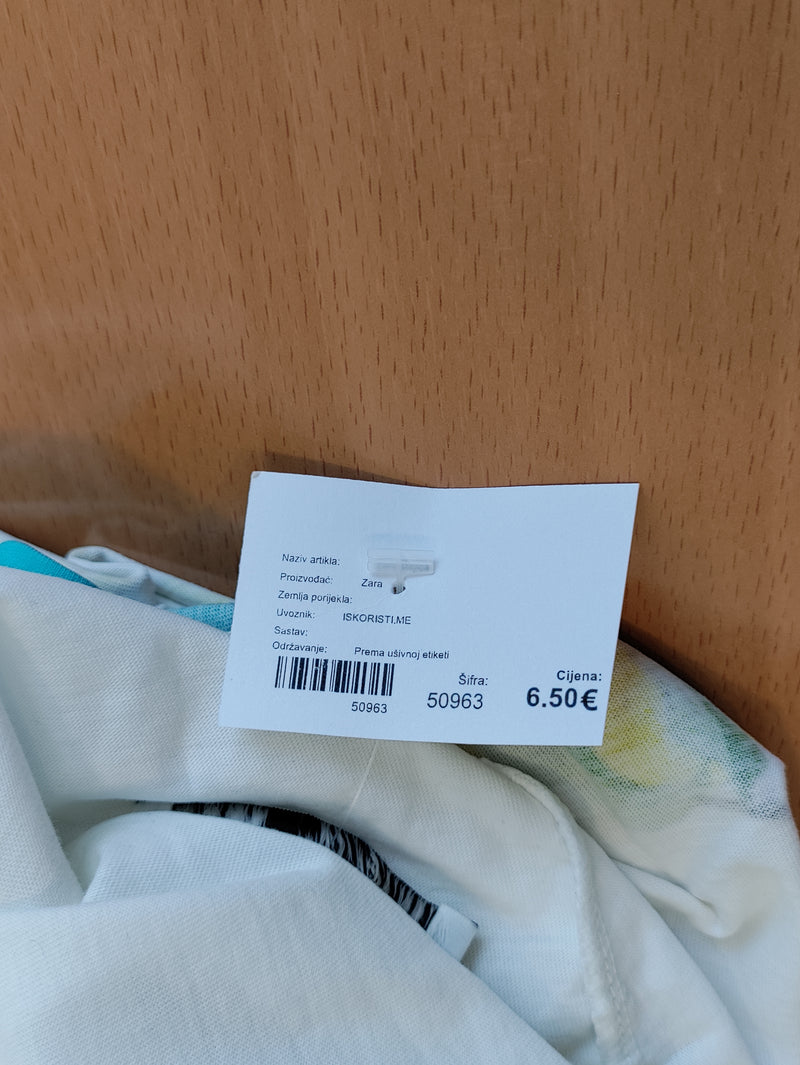 Naziv artikla:
Proizvođač: Zara
Zemlja porijekla:
Uvoznik: ISKORISTI,ME
Sastav:
Održavanje: Prema ušivnoj etiketi
50963
Šifra:
50963
Cijena:
6.50€